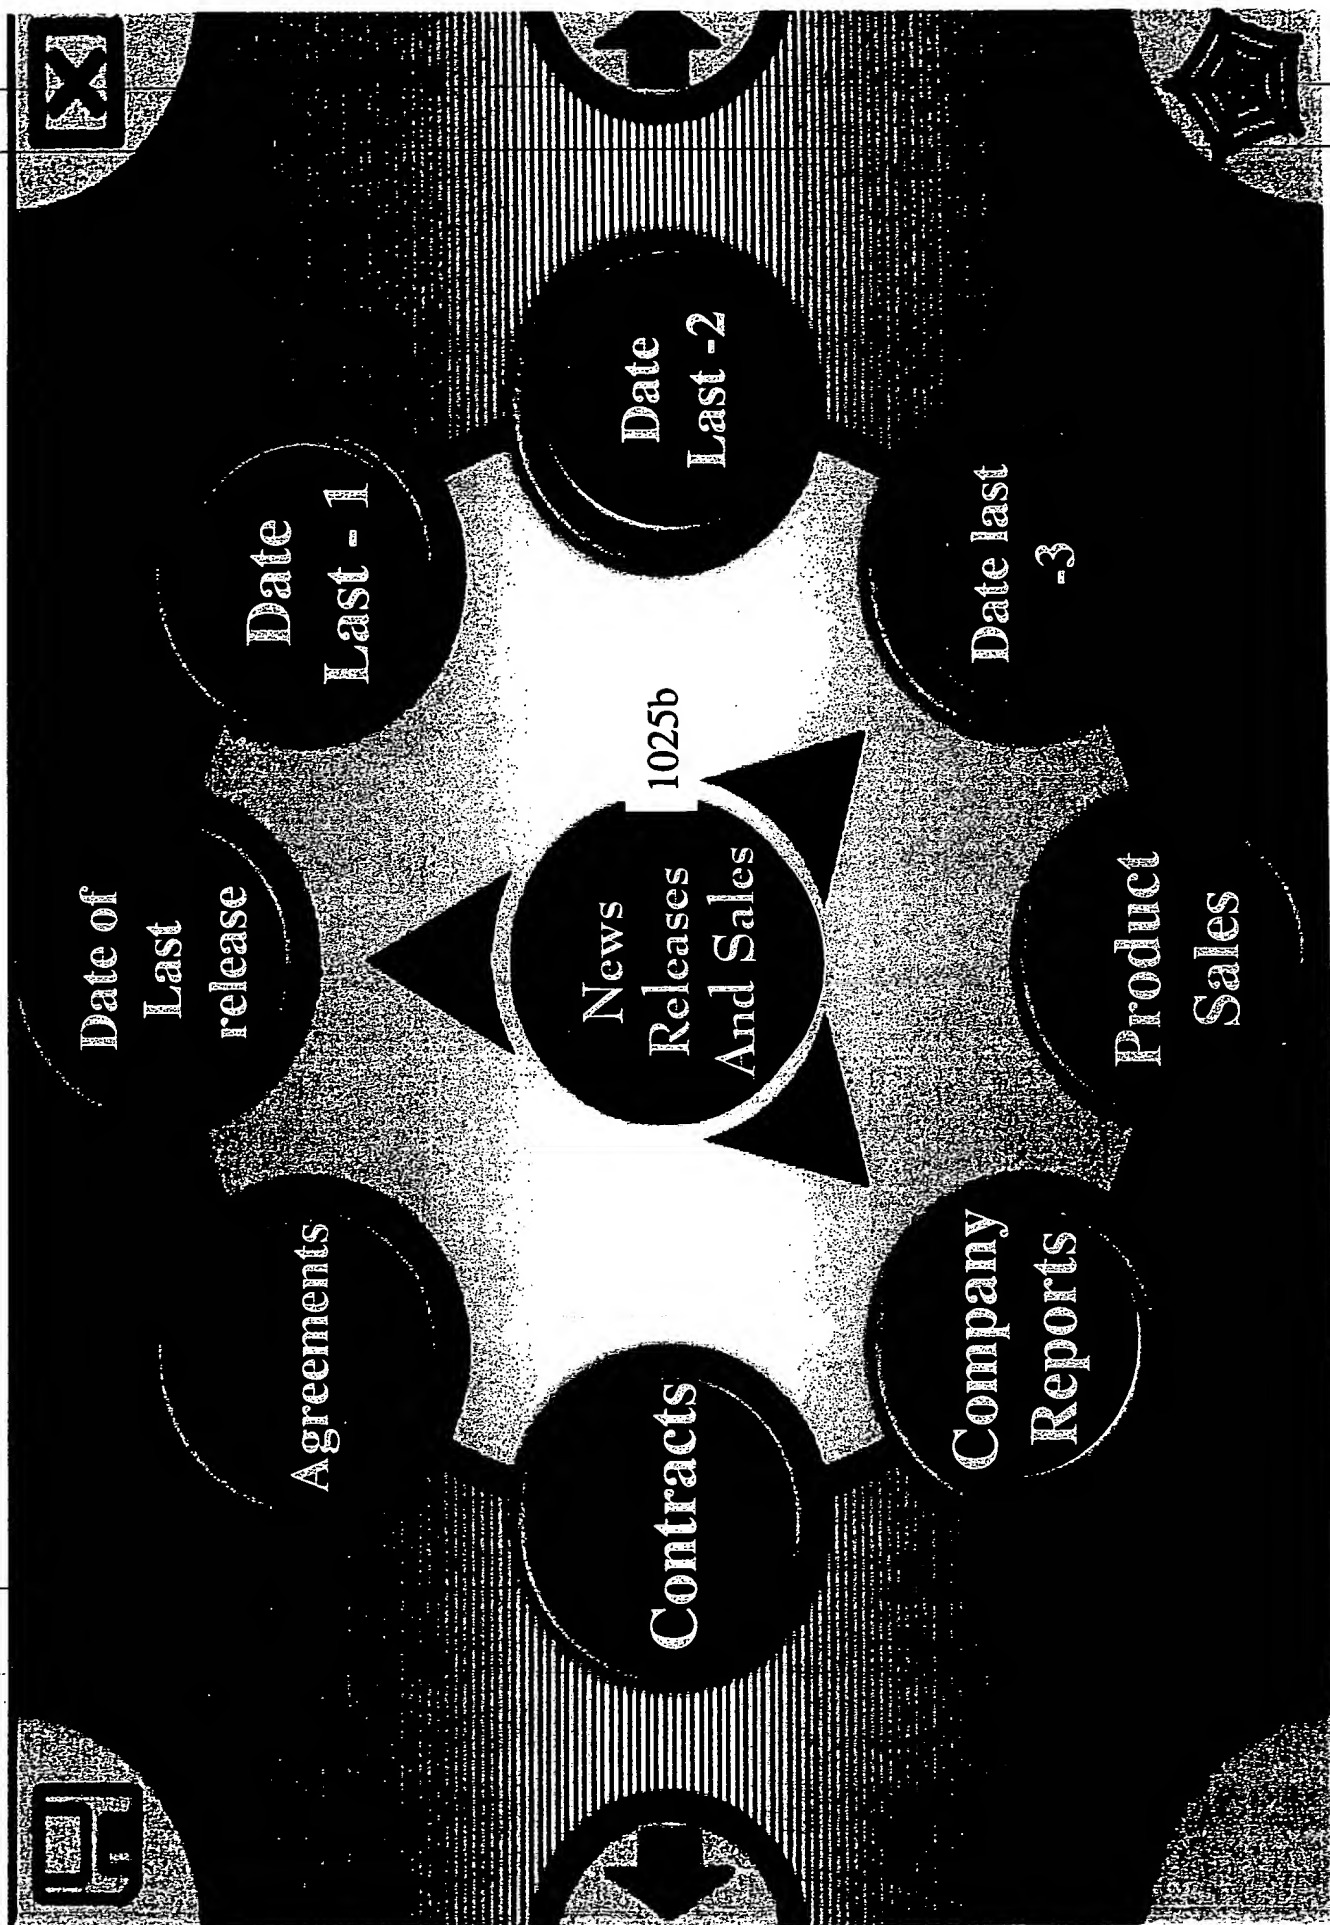 Date of
Last
release
Date
Last - 1
Date
Last -2
Date last
-3
Product
Sales
Company
Reports
Contracts
Agreements
News
Releases
And Sales
1025b